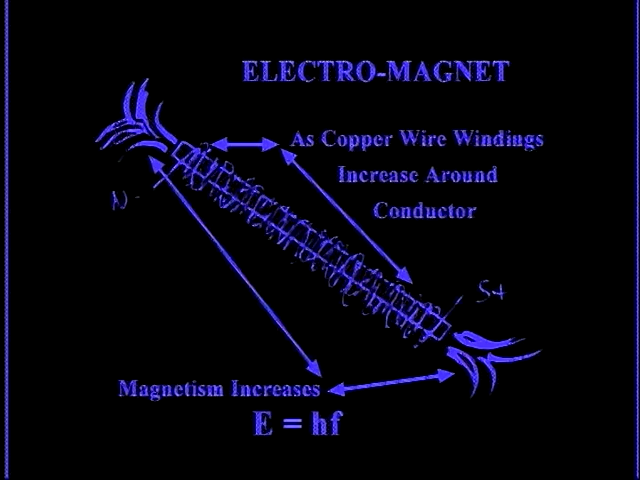 ELECTRO-MAGNET
As Copper Wire Windings
Increase Around
Conductor
N-
S+
Magnetism Increases
E = hf